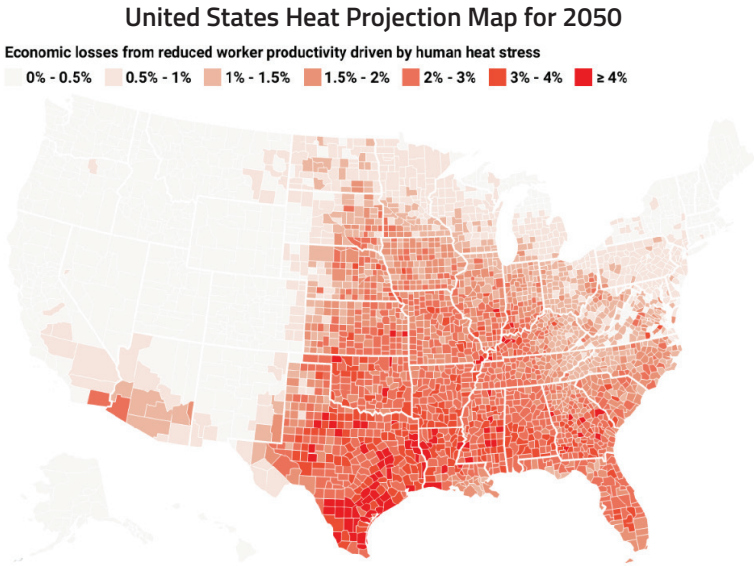 United States Heat Projection Map for 2050
Economic losses from reduced worker productivity driven by human heat stress
0% - 0.5% 0.5% - 1% 1% - 1.5% 1.5% - 2% 2% - 3% 3% - 4% ≥ 4%